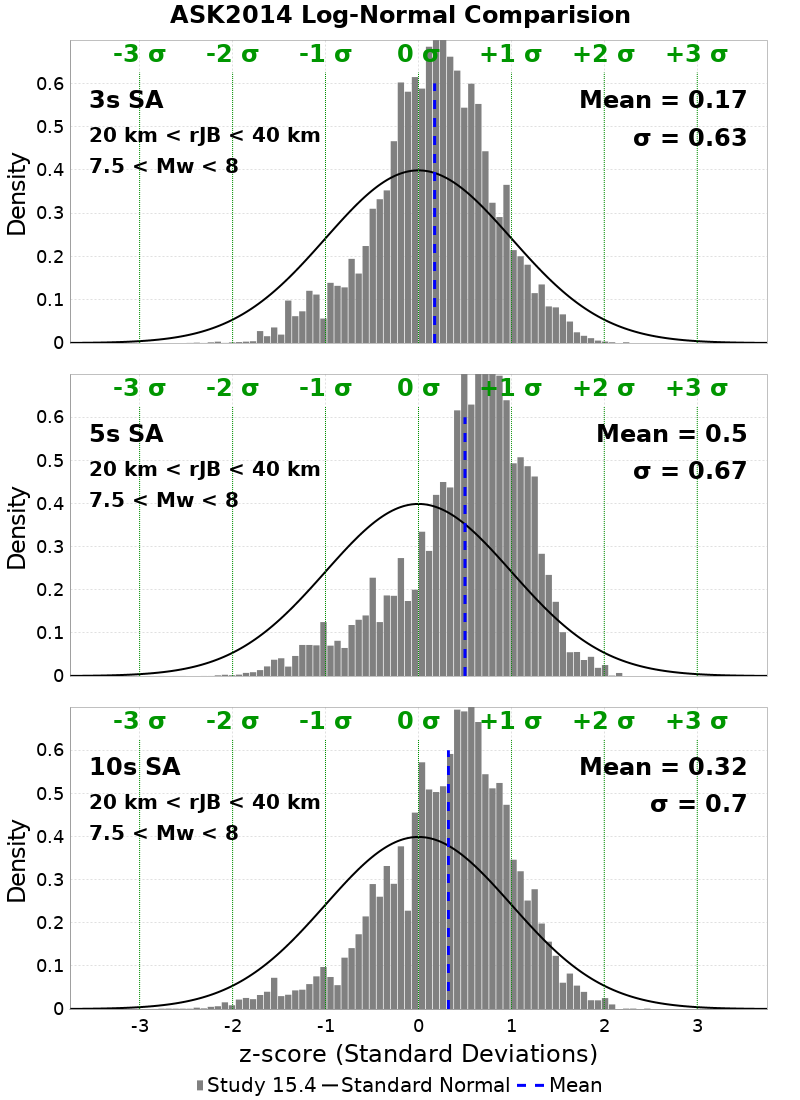 ASK2014 Log-Normal Comparision
-3 σ -2 σ -1 σ 0 σ +1 σ +2 σ +3 σ
3s SA
20 km < rJB < 40 km
7.5 < Mw < 8
Mean = 0.17
σ = 0.63
Density
0.6
0.5
0.4
0.3
0.2
0.1
0
-3 σ -2 σ -1 σ 0 σ +1 σ +2 σ +3 σ
5s SA
20 km < rJB < 40 km
7.5 < Mw < 8
Mean = 0.5
σ = 0.67
Density
0.6
0.5
0.4
0.3
0.2
0.1
0
-3 σ -2 σ -1 σ 0 σ +1 σ +2 σ +3 σ
10s SA
20 km < rJB < 40 km
7.5 < Mw < 8
Mean = 0.32
σ = 0.7
Density
0.6
0.5
0.4
0.3
0.2
0.1
0
-3 -2 -1 0 1 2 3
z-score (Standard Deviations)
Study 15.4 Standard Normal Mean